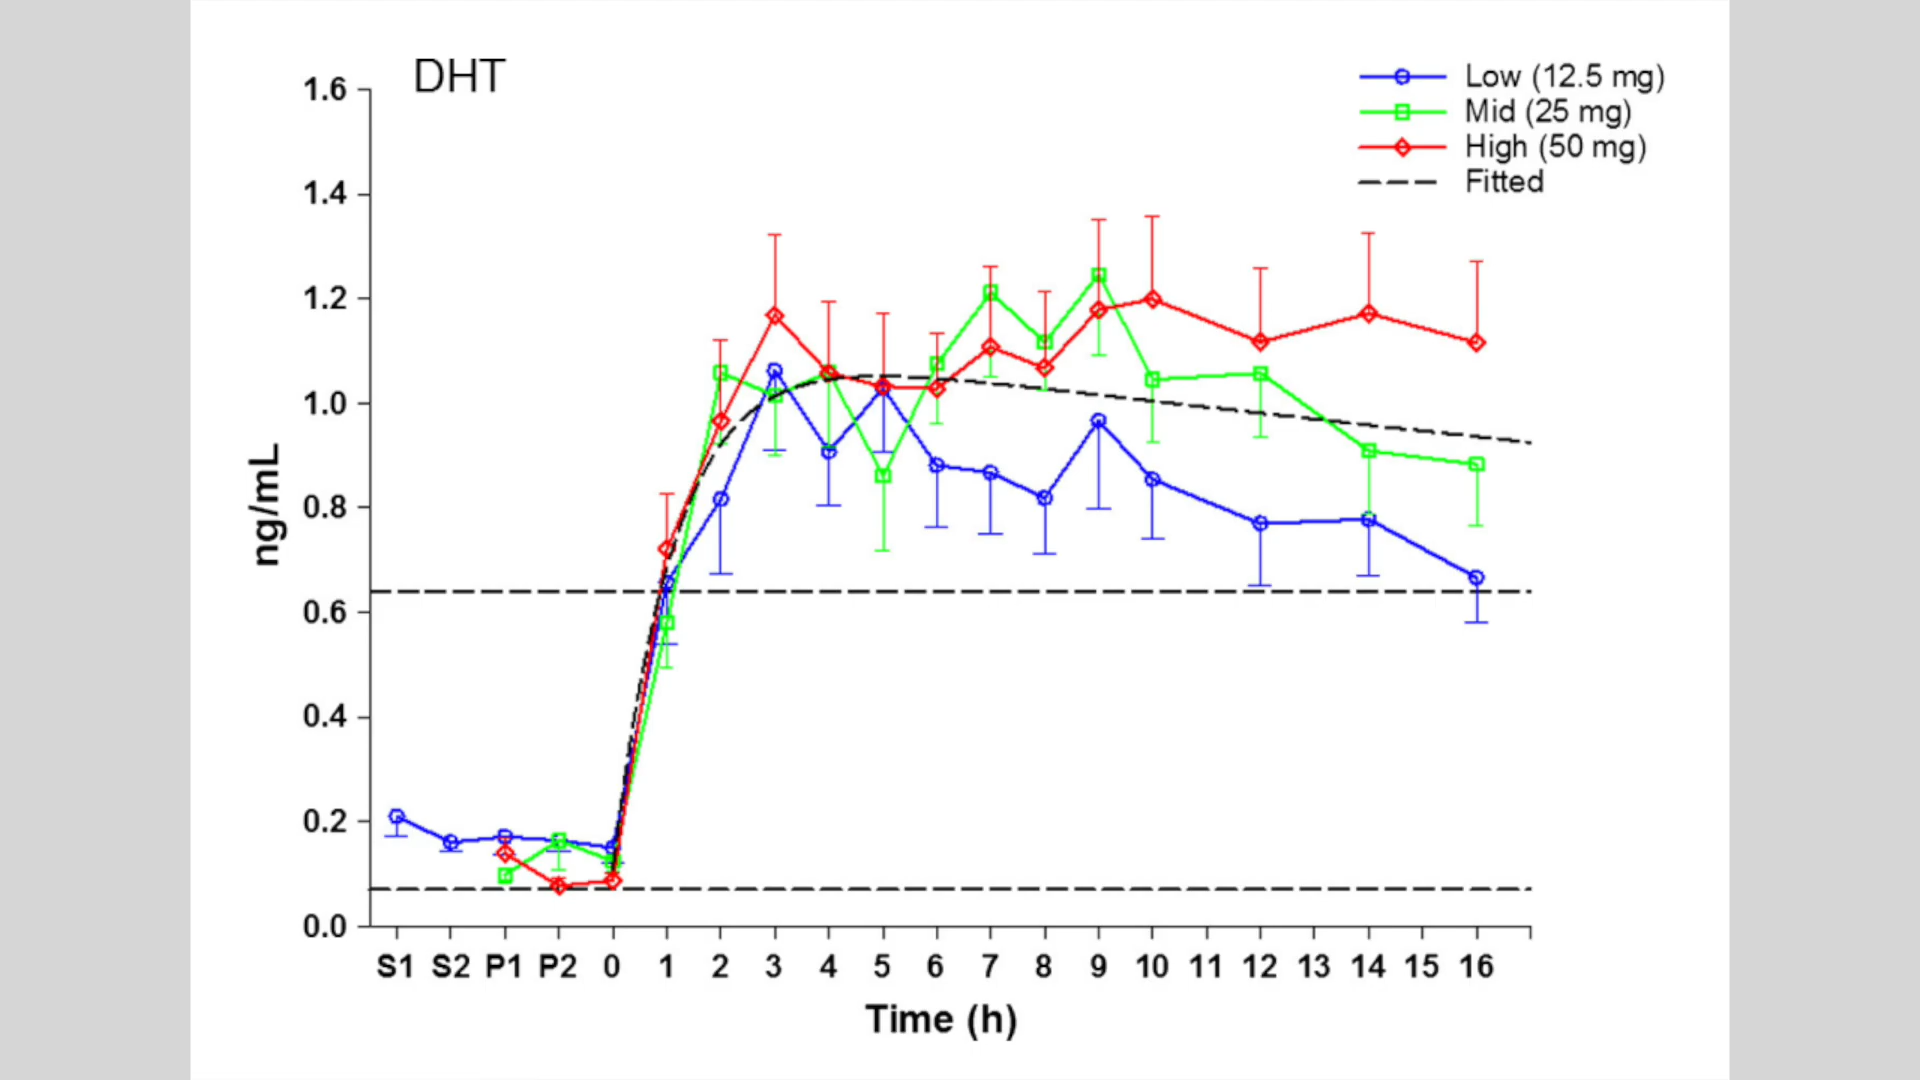 DHT
Low (12.5 mg)
Mid (25 mg)
High (50 mg)
Fitted
1.6
1.4
1.2
1.0
0.8
0.6
0.4
0.2
0.0
ng/mL
S1 S2 P1 P2 0 1 2 3 4 5 6 7 8 9 10 11 12 13 14 15 16
Time (h)